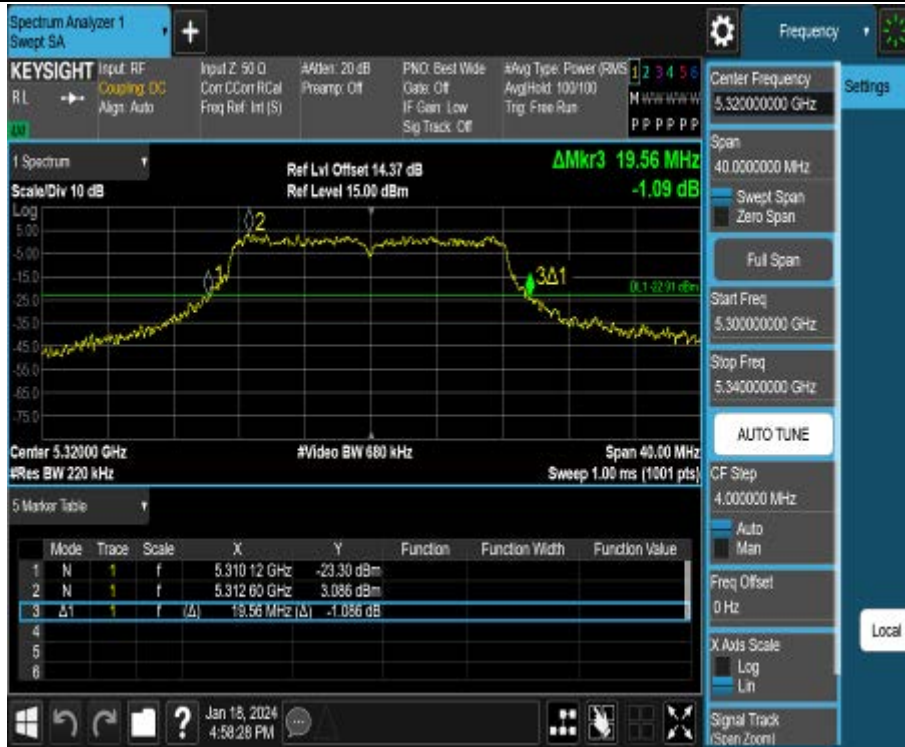 Spectrum Analyzer 1
Swept SA
+
Frequency
KEYSIGHT
RL
Input: RF
Coupling: DC
Align: Auto
Input Z: 50 Ω
Corr CCorr RCal
Freq Ref: Int (S)
#Atten: 20 dB
Preamp: Off
PNO: Best Wide
Gate: Off
IF Gain: Low
Sig Track: Off
#Avg Type: Power (RMS
Avg|Hold: 100/100
Trig: Free Run
1 2 3 4 5 6
M W W W W W
P P P P P P
1 Spectrum
Scale/Div 10 dB
Ref Lvl Offset 14.37 dB
Ref Level 15.00 dBm
ΔMkr3 19.56 MHz
-1.09 dB
Log
5.00
-5.00
-15.0
-25.0
-35.0
-45.0
-55.0
-65.0
-75.0
1
2
3Δ1
DL1 -22.91 dBm
Center 5.32000 GHz
#Res BW 220 kHz
#Video BW 680 kHz
Span 40.00 MHz
Sweep 1.00 ms (1001 pts)
5 Marker Table
Mode Trace Scale X Y Function Function Width Function Value
1 N 1 f 5.310 12 GHz -23.30 dBm
2 N 1 f 5.312 60 GHz 3.086 dBm
3 Δ1 1 f (Δ) 19.56 MHz (Δ) -1.086 dB
4
5
6
?
Jan 18, 2024
4:58:28 PM
Center Frequency
5.320000000 GHz
Span
40.0000000 MHz
Swept Span
Zero Span
Full Span
Start Freq
5.300000000 GHz
Stop Freq
5.340000000 GHz
AUTO TUNE
CF Step
4.000000 MHz
Auto
Man
Freq Offset
0 Hz
X Axis Scale
Log
Lin
Signal Track
(Span Zoom)
Settings
Local